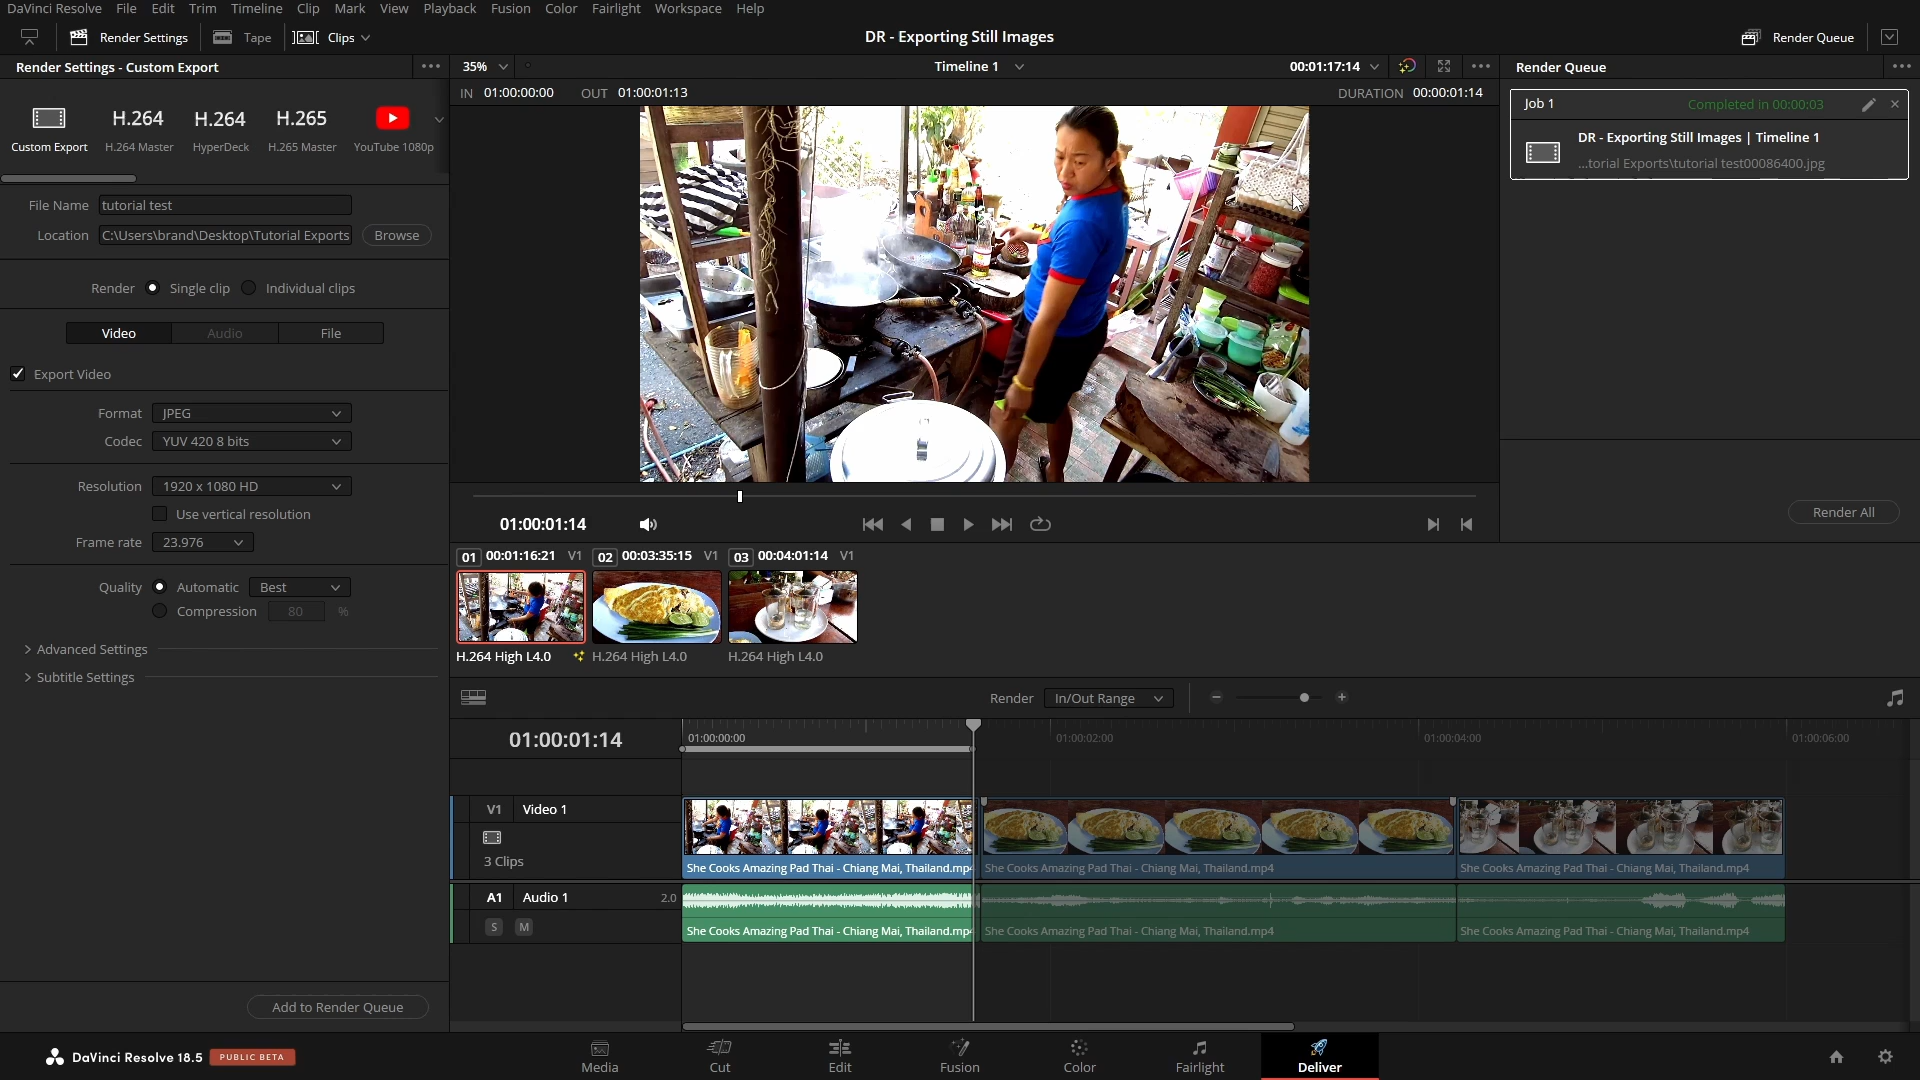 DaVinci Resolve File Edit Trim Timeline Clip Mark View Playback Fusion Color Fairlight Workspace Help
Render Settings Tape Clips DR - Exporting Still Images Render Queue
Render Settings - Custom Export
35% Timeline 1 00:01:17:14
Render Queue
IN 01:00:00:00 OUT 01:00:01:13 DURATION 00:00:01:14
H.264 H.264 H.265
Custom Export H.264 Master HyperDeck H.265 Master YouTube 1080p
Job 1 Completed in 00:00:03
DR - Exporting Still Images | Timeline 1
...torial Exports\tutorial test00086400.jpg
File Name tutorial test
Location C:\Users\brand\Desktop\Tutorial Exports Browse
Render Single clip Individual clips
Video Audio File
Export Video
Format JPEG
Codec YUV 420 8 bits
Resolution 1920 x 1080 HD
Use vertical resolution
Frame rate 23.976
Quality Automatic Best
Compression 80 %
Advanced Settings
Subtitle Settings
Add to Render Queue
01:00:01:14
Render All
01 00:01:16:21 V1 02 00:03:35:15 V1 03 00:04:01:14 V1
H.264 High L4.0 H.264 High L4.0 H.264 High L4.0
Render In/Out Range
01:00:01:14 01:00:00:00 01:00:02:00 01:00:04:00 01:00:06:00
V1 Video 1
3 Clips
She Cooks Amazing Pad Thai - Chiang Mai, Thailand.mp4 She Cooks Amazing Pad Thai - Chiang Mai, Thailand.mp4 She Cooks Amazing Pad Thai - Chiang Mai, Thailand.mp4
A1 Audio 1 2.0
S M
She Cooks Amazing Pad Thai - Chiang Mai, Thailand.mp4 She Cooks Amazing Pad Thai - Chiang Mai, Thailand.mp4 She Cooks Amazing Pad Thai - Chiang Mai, Thailand.mp4
DaVinci Resolve 18.5 PUBLIC BETA
Media Cut Edit Fusion Color Fairlight Deliver